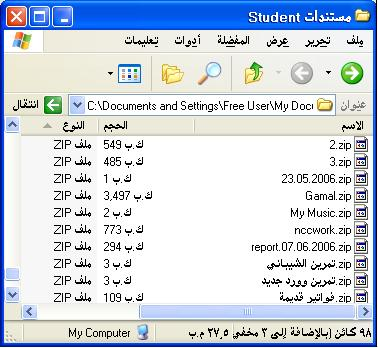 مستندات Student
ملف تحرير عرض المفضلة أدوات تعليمات
عنوان C:\Documents and Settings\Free User\My Docu انتقال
الاسم الحجم النوع
2.zip 549 ك.ب ملف ZIP
3.zip 485 ك.ب ملف ZIP
23.05.2006.zip 1 ك.ب ملف ZIP
Gamal.zip 3,497 ك.ب ملف ZIP
My Music.zip 2 ك.ب ملف ZIP
nccwork.zip 773 ك.ب ملف ZIP
report.07.06.2006.zip 294 ك.ب ملف ZIP
تمرين الشيباني.zip 3 ك.ب ملف ZIP
تمرين وورد جديد.zip 3 ك.ب ملف ZIP
فواتير قديمة.zip 109 ك.ب ملف ZIP
٩٨ كائن (بالإضافة إلى ٣ مخفي ٢٧,٥ م.ب My Computer